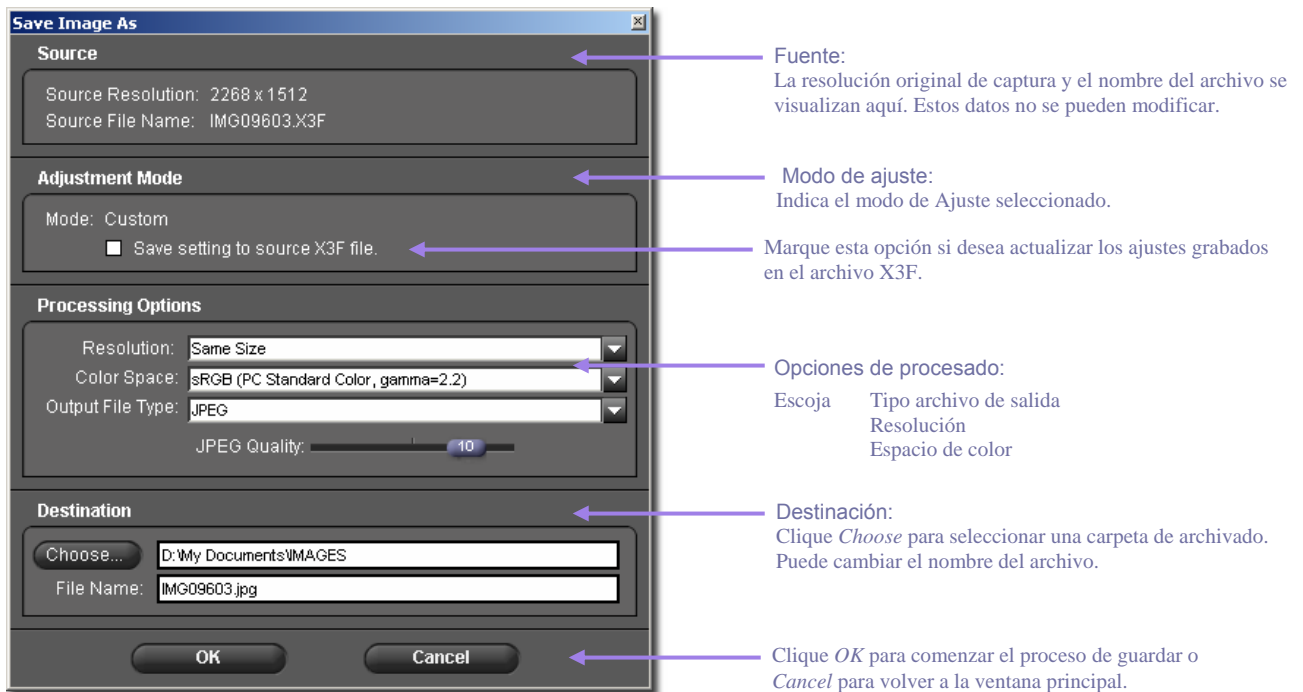 Save Image As
Source
Source Resolution: 2268 x 1512
Source File Name: IMG09603.X3F
Fuente:
La resolución original de captura y el nombre del archivo se
visualizan aquí. Estos datos no se pueden modificar.
Adjustment Mode
Mode: Custom
Save setting to source X3F file.
Modo de ajuste:
Indica el modo de Ajuste seleccionado.
Marque esta opción si desea actualizar los ajustes grabados
en el archivo X3F.
Processing Options
Resolution: Same Size
Color Space: sRGB (PC Standard Color, gamma=2.2)
Output File Type: JPEG
JPEG Quality: 10
Opciones de procesado:
Escoja Tipo archivo de salida
Resolución
Espacio de color
Destination
Choose... D:\My Documents\IMAGES
File Name: IMG09603.jpg
Destinación:
Clique Choose para seleccionar una carpeta de archivado.
Puede cambiar el nombre del archivo.
OK Cancel
Clique OK para comenzar el proceso de guardar o
Cancel para volver a la ventana principal.